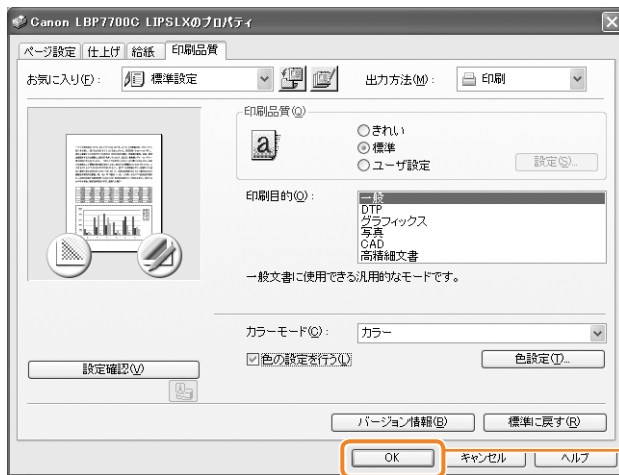 Canon LBP7700C LIPSLXのプロパティ
ページ設定 仕上げ 給紙 印刷品質
お気に入り(F): 標準設定 出力方法(M): 印刷
印刷品質(Q)
きれい
標準
ユーザ設定 設定(S)...
印刷目的(O): 一般
DTP
グラフィックス
写真
CAD
高精細文書
一般文書に使用できる汎用的なモードです。
カラーモード(C): カラー
色の設定を行う(L) 色設定(T)...
設定確認(V)
バージョン情報(B) 標準に戻す(R)
OK キャンセル ヘルプ